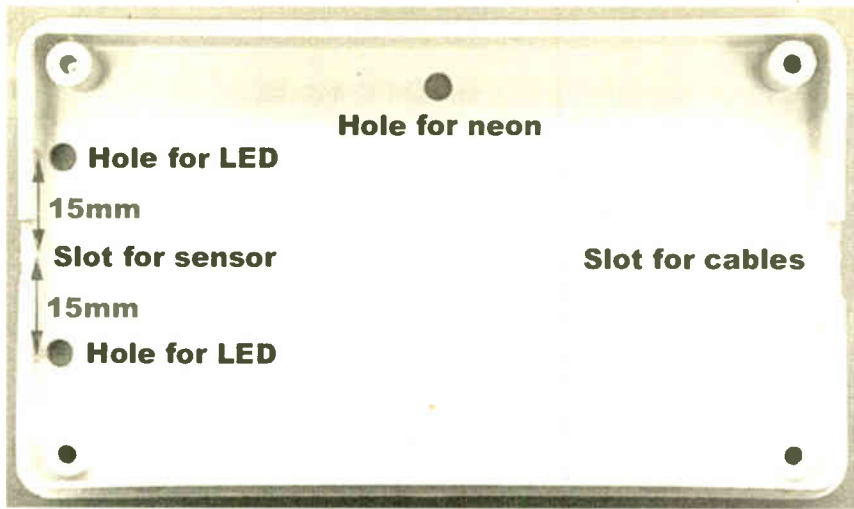 Hole for neon
Hole for LED
15mm
Slot for sensor
Slot for cables
15mm
Hole for LED